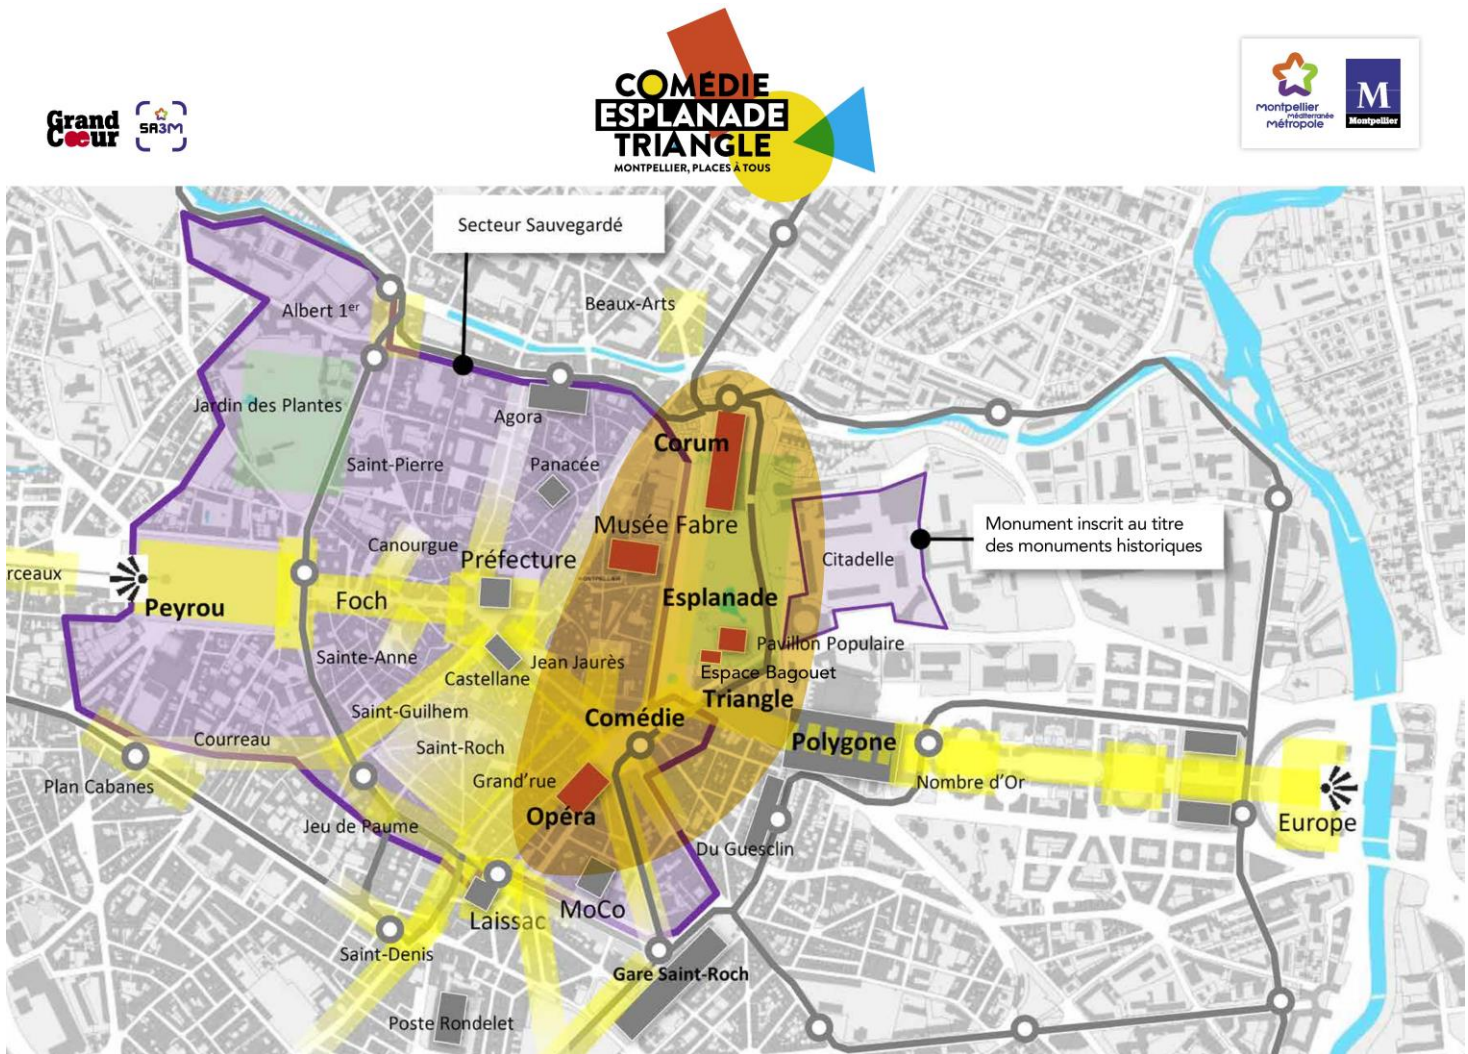 Grand
Cœur
SA3M
COMÉDIE
ESPLANADE
TRIANGLE
MONTPELLIER, PLACES À TOUS
montpellier
méditerranée
métropole
M
Montpellier
Secteur Sauvegardé
Albert 1er
Beaux-Arts
Jardin des Plantes
Agora
Corum
Saint-Pierre
Panacée
Musée Fabre
Monument inscrit au titre
des monuments historiques
Canourgue
Préfecture
Citadelle
MONTPELLIER
rceaux
Peyrou
Foch
Esplanade
Sainte-Anne
Jean Jaurès
Pavillon Populaire
Castellane
Espace Bagouet
Triangle
Saint-Guilhem
Comédie
Courreau
Saint-Roch
Polygone
Plan Cabanes
Grand'rue
Nombre d'Or
Opéra
Jeu de Paume
Europe
Du Guesclin
Laissac
MoCo
Saint-Denis
Gare Saint-Roch
Poste Rondelet